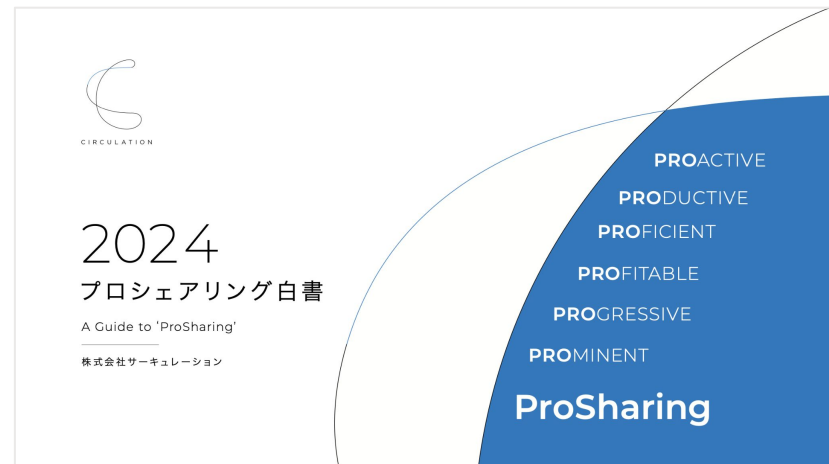 CIRCULATION
2024
プロシェアリング白書
A Guide to 'ProSharing'
株式会社サーキュレーション
PROACTIVE
PRODUCTIVE
PROFICIENT
PROFITABLE
PROGRESSIVE
PROMINENT
ProSharing